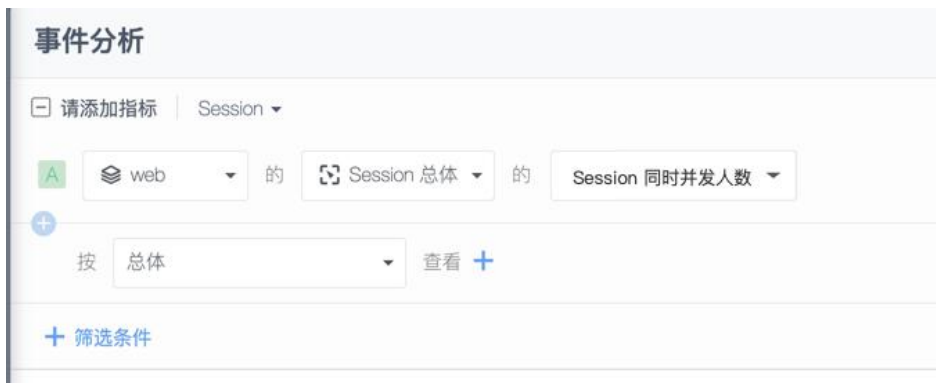 事件分析
请添加指标 Session
A web 的 Session 总体 的 Session 同时并发人数
按 总体 查看
筛选条件